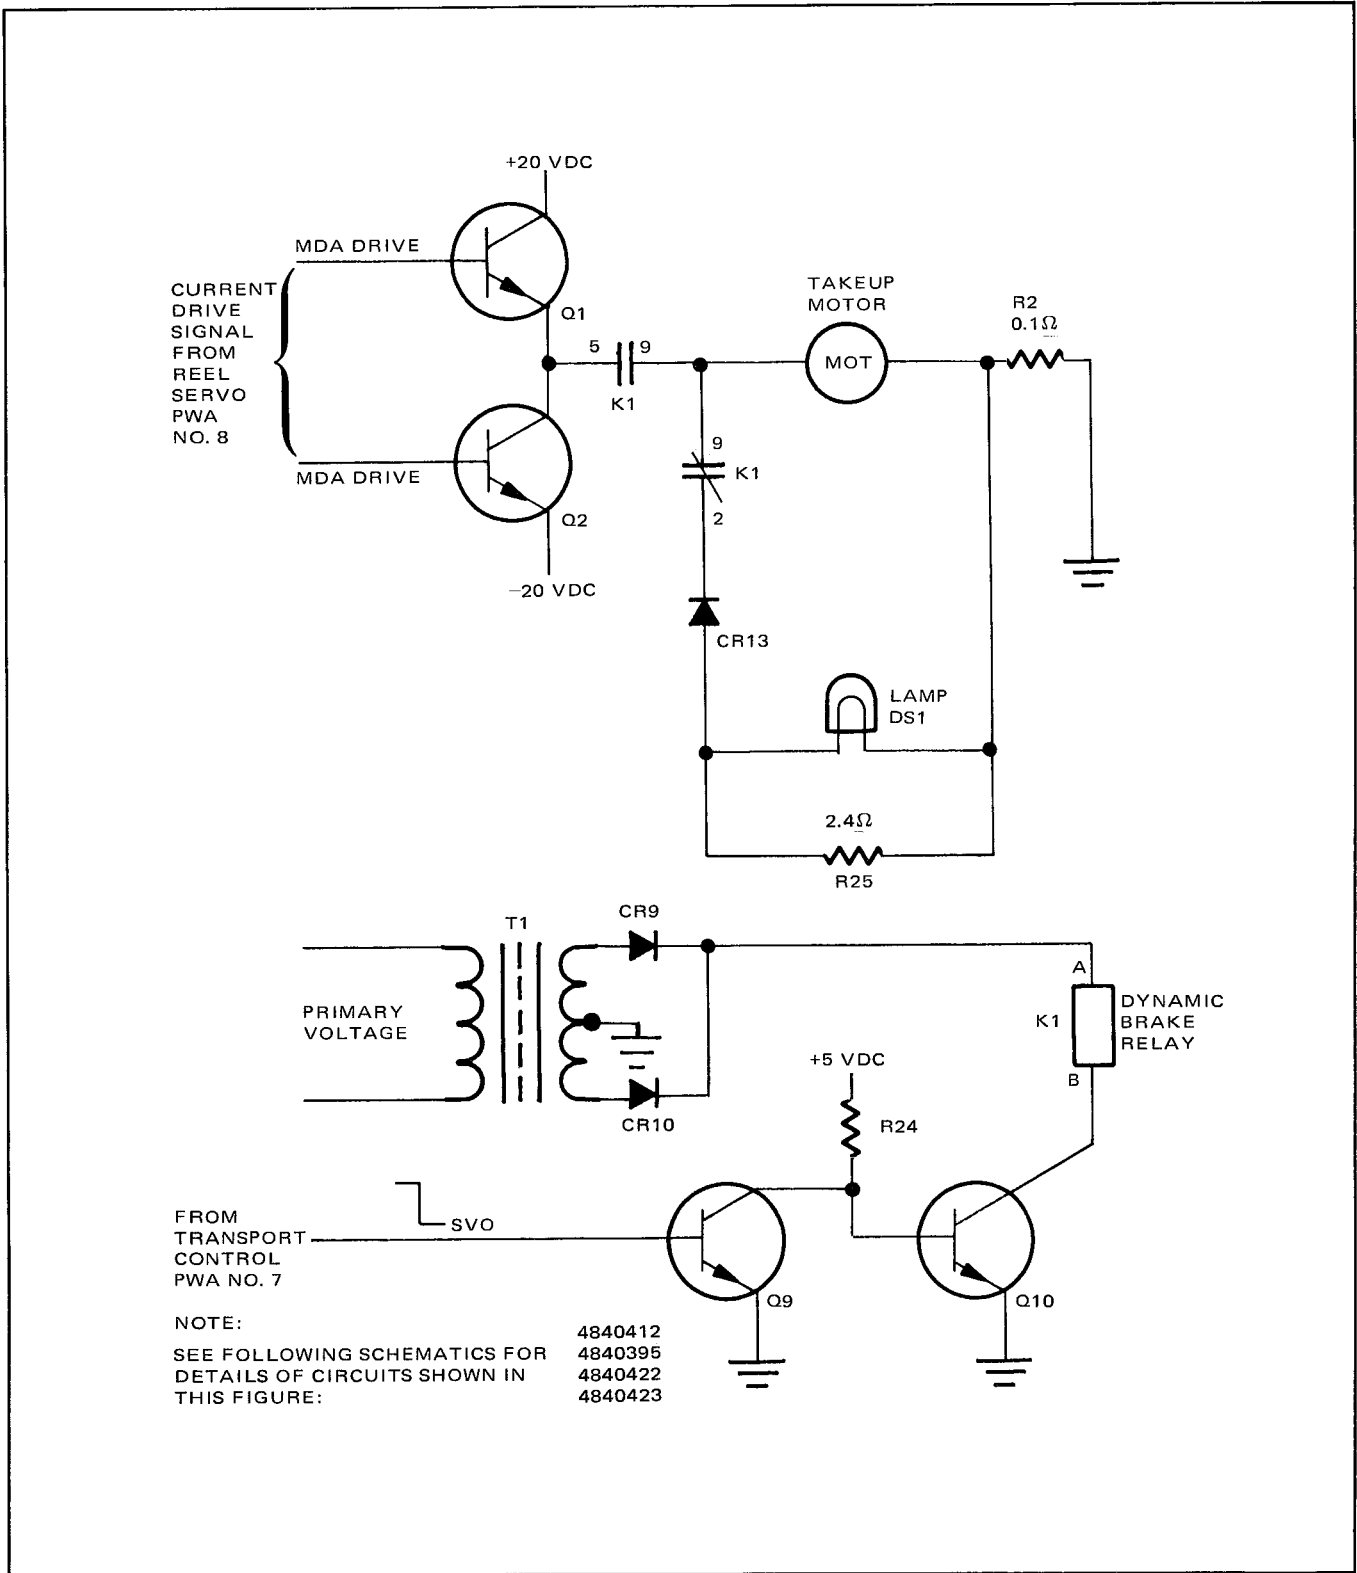 +20 VDC
MDA DRIVE
CURRENT
DRIVE
SIGNAL
FROM
REEL
SERVO
PWA
NO. 8
Q1
TAKEUP
MOTOR
R2
0.1Ω
5 9
K1
MOT
MDA DRIVE
Q2
−20 VDC
9
K1
2
CR13
LAMP
DS1
2.4Ω
R25
T1
CR9
PRIMARY
VOLTAGE
CR10
A
K1
DYNAMIC
BRAKE
RELAY
B
+5 VDC
R24
FROM
TRANSPORT
CONTROL
PWA NO. 7
SVO
Q9
Q10
NOTE:
SEE FOLLOWING SCHEMATICS FOR
DETAILS OF CIRCUITS SHOWN IN
THIS FIGURE:
4840412
4840395
4840422
4840423